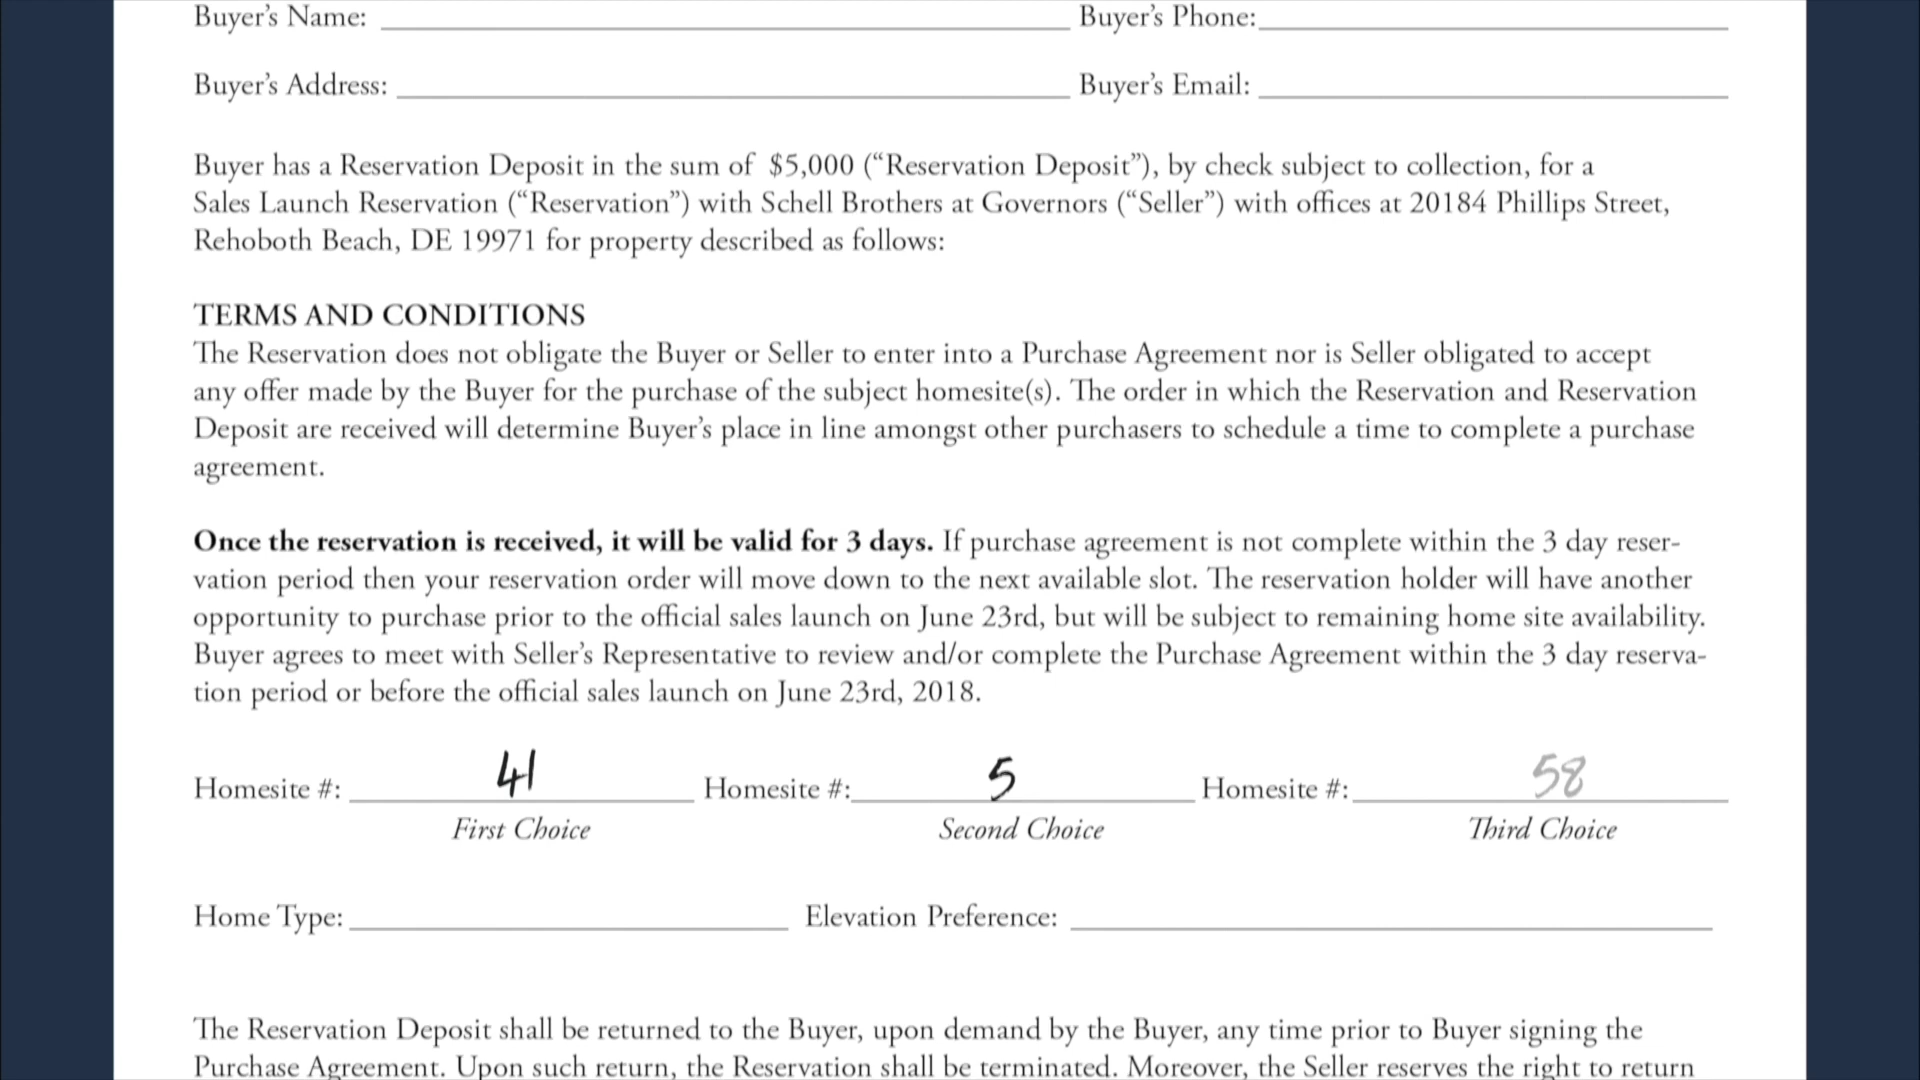 Buyer’s Name: Buyer’s Phone:
Buyer’s Address: Buyer’s Email:
Buyer has a Reservation Deposit in the sum of $5,000 (“Reservation Deposit”), by check subject to collection, for a
Sales Launch Reservation (“Reservation”) with Schell Brothers at Governors (“Seller”) with offices at 20184 Phillips Street,
Rehoboth Beach, DE 19971 for property described as follows:
TERMS AND CONDITIONS
The Reservation does not obligate the Buyer or Seller to enter into a Purchase Agreement nor is Seller obligated to accept
any offer made by the Buyer for the purchase of the subject homesite(s). The order in which the Reservation and Reservation
Deposit are received will determine Buyer’s place in line amongst other purchasers to schedule a time to complete a purchase
agreement.
Once the reservation is received, it will be valid for 3 days. If purchase agreement is not complete within the 3 day reser-
vation period then your reservation order will move down to the next available slot. The reservation holder will have another
opportunity to purchase prior to the official sales launch on June 23rd, but will be subject to remaining home site availability.
Buyer agrees to meet with Seller’s Representative to review and/or complete the Purchase Agreement within the 3 day reserva-
tion period or before the official sales launch on June 23rd, 2018.
Homesite #: 41 Homesite #: 5 Homesite #: 58
First Choice Second Choice Third Choice
Home Type: Elevation Preference:
The Reservation Deposit shall be returned to the Buyer, upon demand by the Buyer, any time prior to Buyer signing the
Purchase Agreement. Upon such return, the Reservation shall be terminated. Moreover, the Seller reserves the right to return